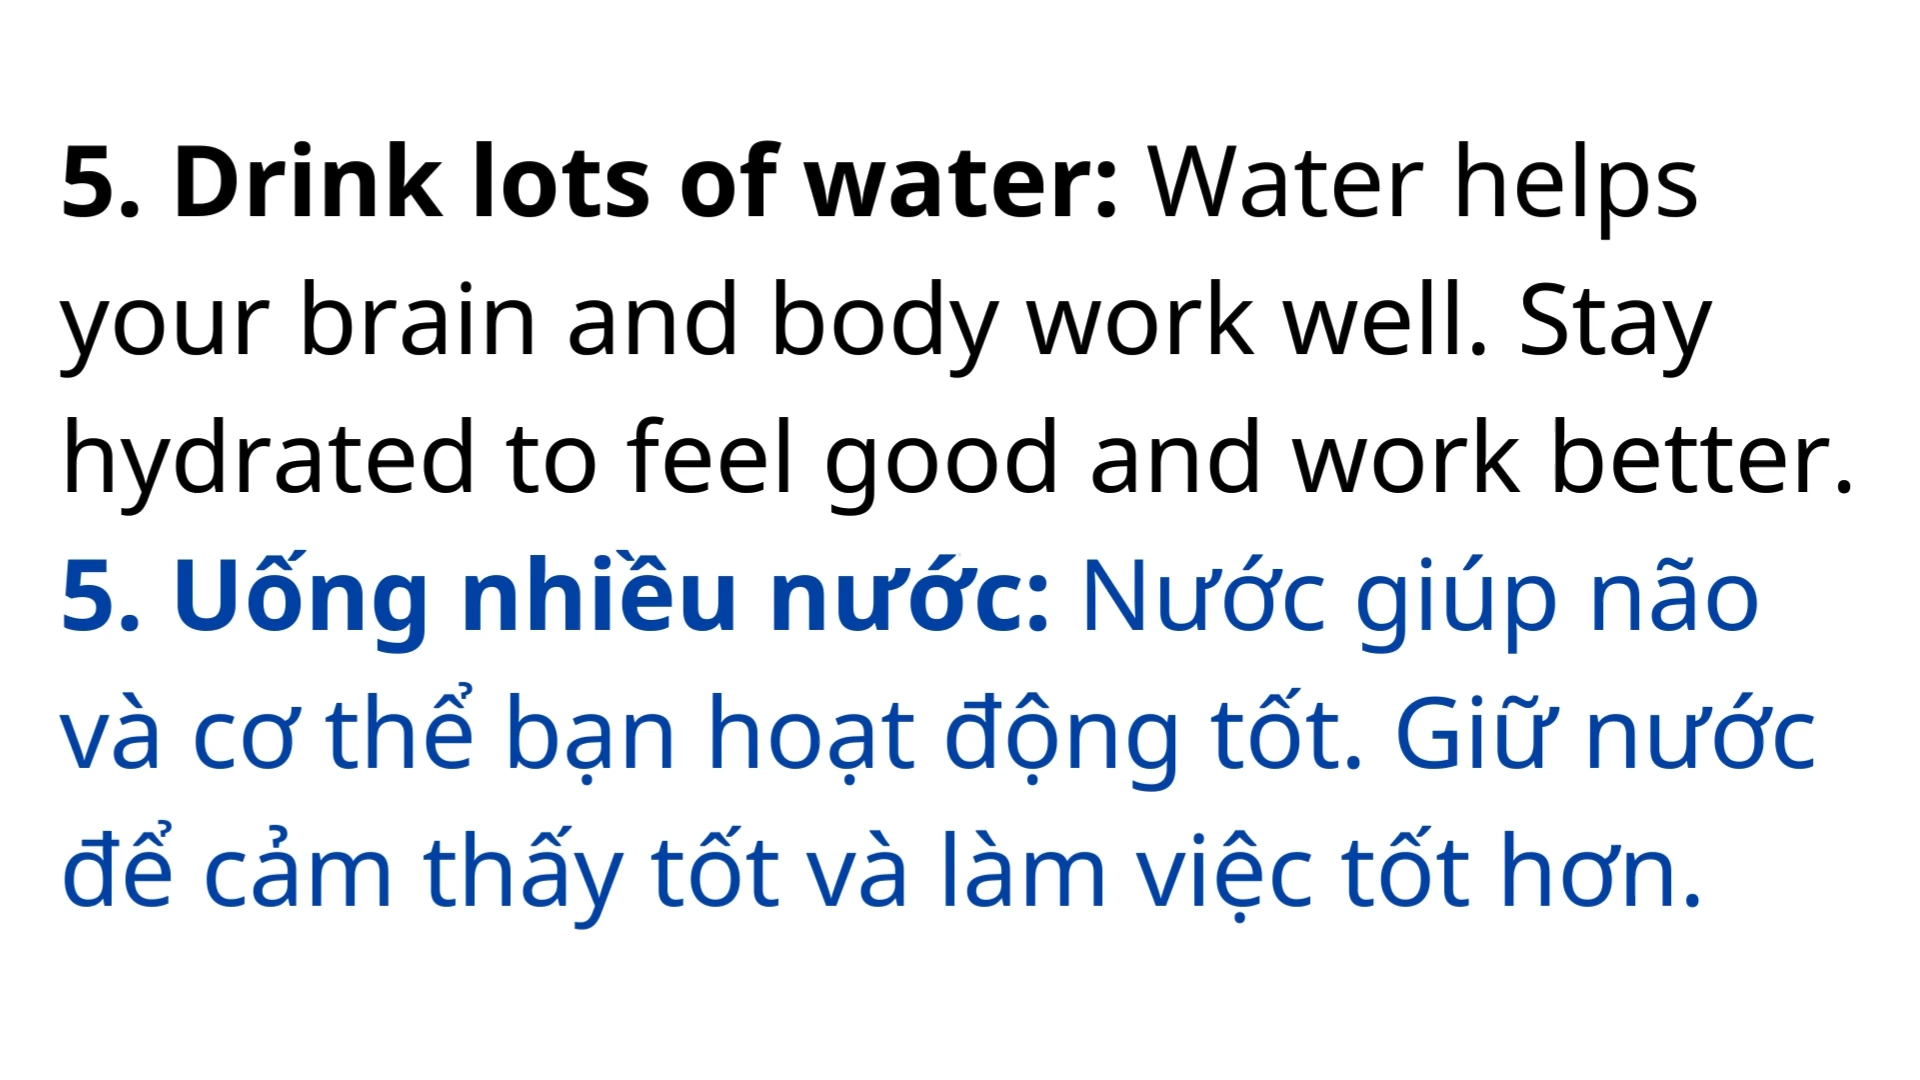 5. Drink lots of water: Water helps
your brain and body work well. Stay
hydrated to feel good and work better.
5. Uống nhiều nước: Nước giúp não
và cơ thể bạn hoạt động tốt. Giữ nước
để cảm thấy tốt và làm việc tốt hơn.